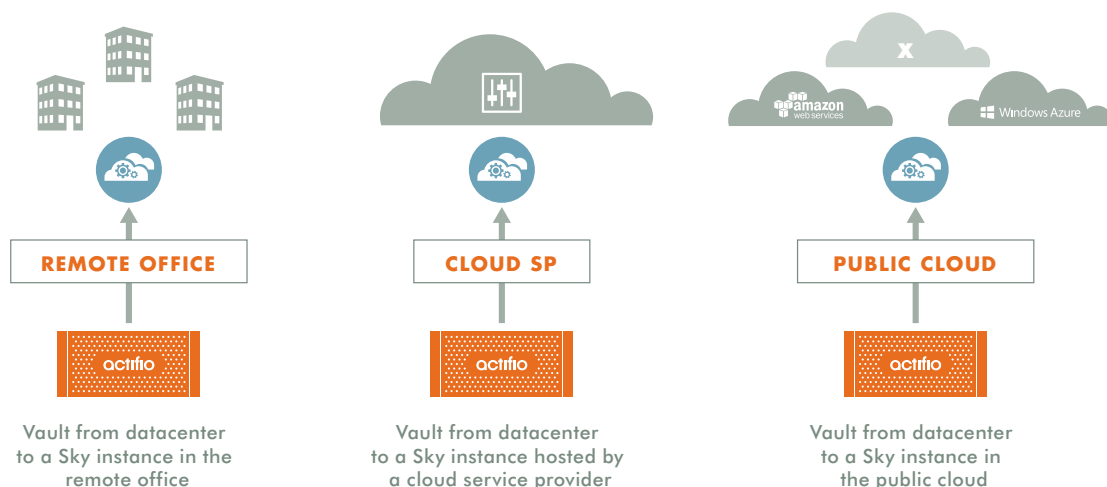 X
amazon
web services
Windows Azure
REMOTE OFFICE
CLOUD SP
PUBLIC CLOUD
actifio
actifio
actifio
Vault from datacenter
to a Sky instance in the
remote office
Vault from datacenter
to a Sky instance hosted by
a cloud service provider
Vault from datacenter
to a Sky instance in
the public cloud